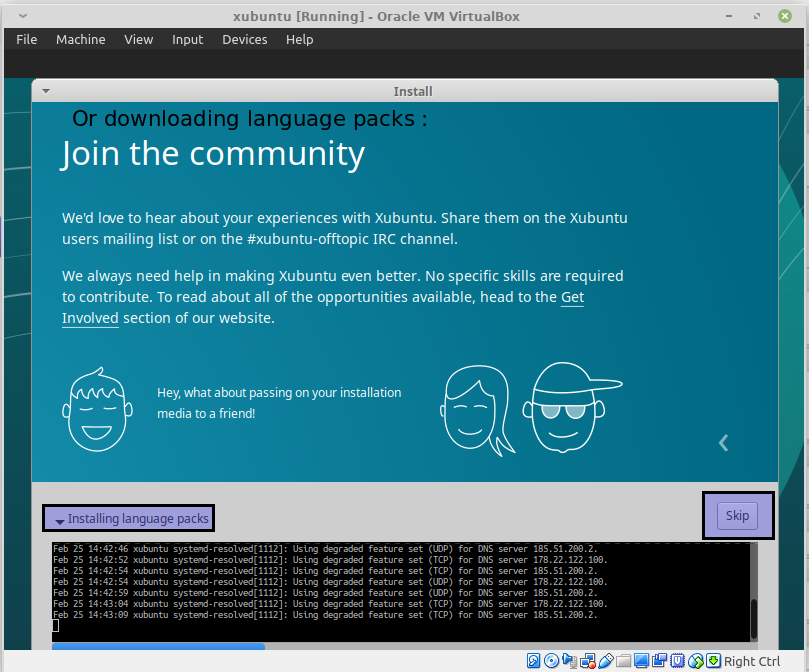 xubuntu [Running] - Oracle VM VirtualBox
File Machine View Input Devices Help
Install
Or downloading language packs :
Join the community
We'd love to hear about your experiences with Xubuntu. Share them on the Xubuntu
users mailing list or on the #xubuntu-offtopic IRC channel.
We always need help in making Xubuntu even better. No specific skills are required
to contribute. To read about all of the opportunities available, head to the Get
Involved section of our website.
Hey, what about passing on your installation
media to a friend!
Installing language packs
Skip
Feb 25 14:42:46 xubuntu systemd-resolved[1112]: Using degraded feature set (UDP) for DNS server 185.51.200.2.
Feb 25 14:42:52 xubuntu systemd-resolved[1112]: Using degraded feature set (TCP) for DNS server 178.22.122.100.
Feb 25 14:42:54 xubuntu systemd-resolved[1112]: Using degraded feature set (TCP) for DNS server 185.51.200.2.
Feb 25 14:42:54 xubuntu systemd-resolved[1112]: Using degraded feature set (UDP) for DNS server 178.22.122.100.
Feb 25 14:42:59 xubuntu systemd-resolved[1112]: Using degraded feature set (UDP) for DNS server 185.51.200.2.
Feb 25 14:43:04 xubuntu systemd-resolved[1112]: Using degraded feature set (TCP) for DNS server 178.22.122.100.
Feb 25 14:43:09 xubuntu systemd-resolved[1112]: Using degraded feature set (TCP) for DNS server 185.51.200.2.
Right Ctrl